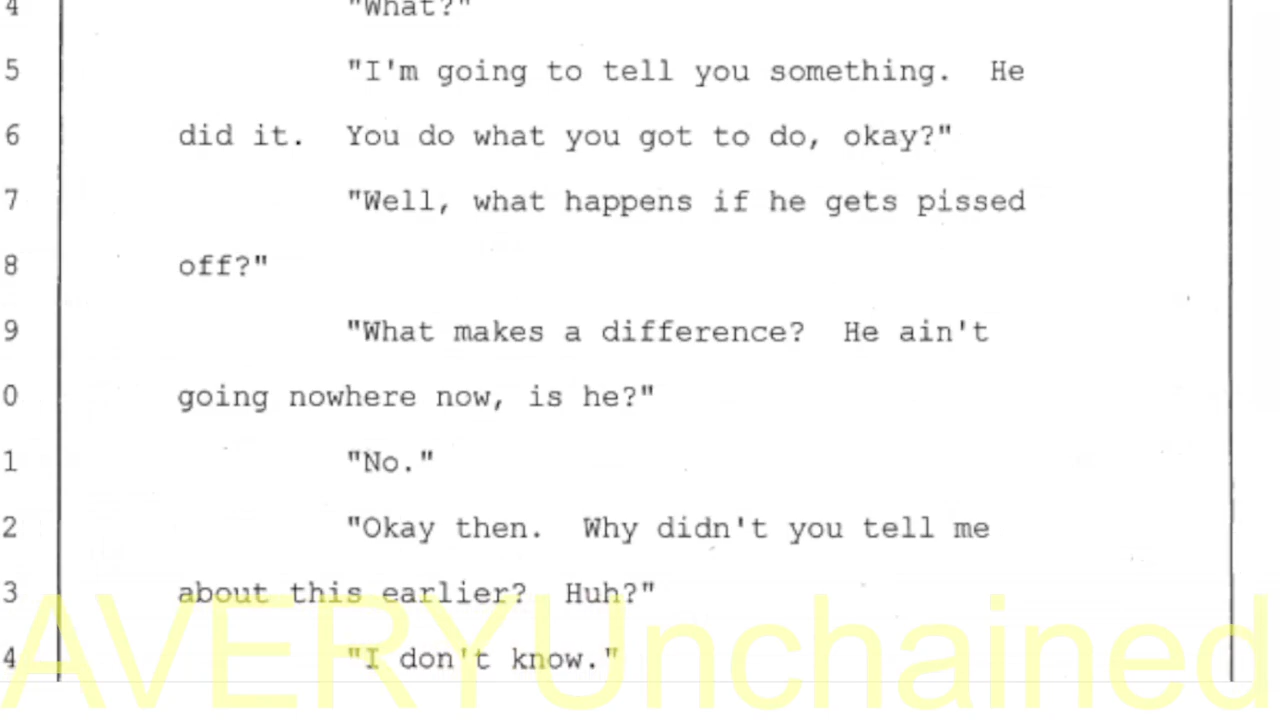 4 "What?"
5 "I'm going to tell you something. He
6 did it. You do what you got to do, okay?"
7 "Well, what happens if he gets pissed
8 off?"
9 "What makes a difference? He ain't
0 going nowhere now, is he?"
1 "No."
2 "Okay then. Why didn't you tell me
3 about this earlier? Huh?"
4 "I don't know."
AVERYUnchained